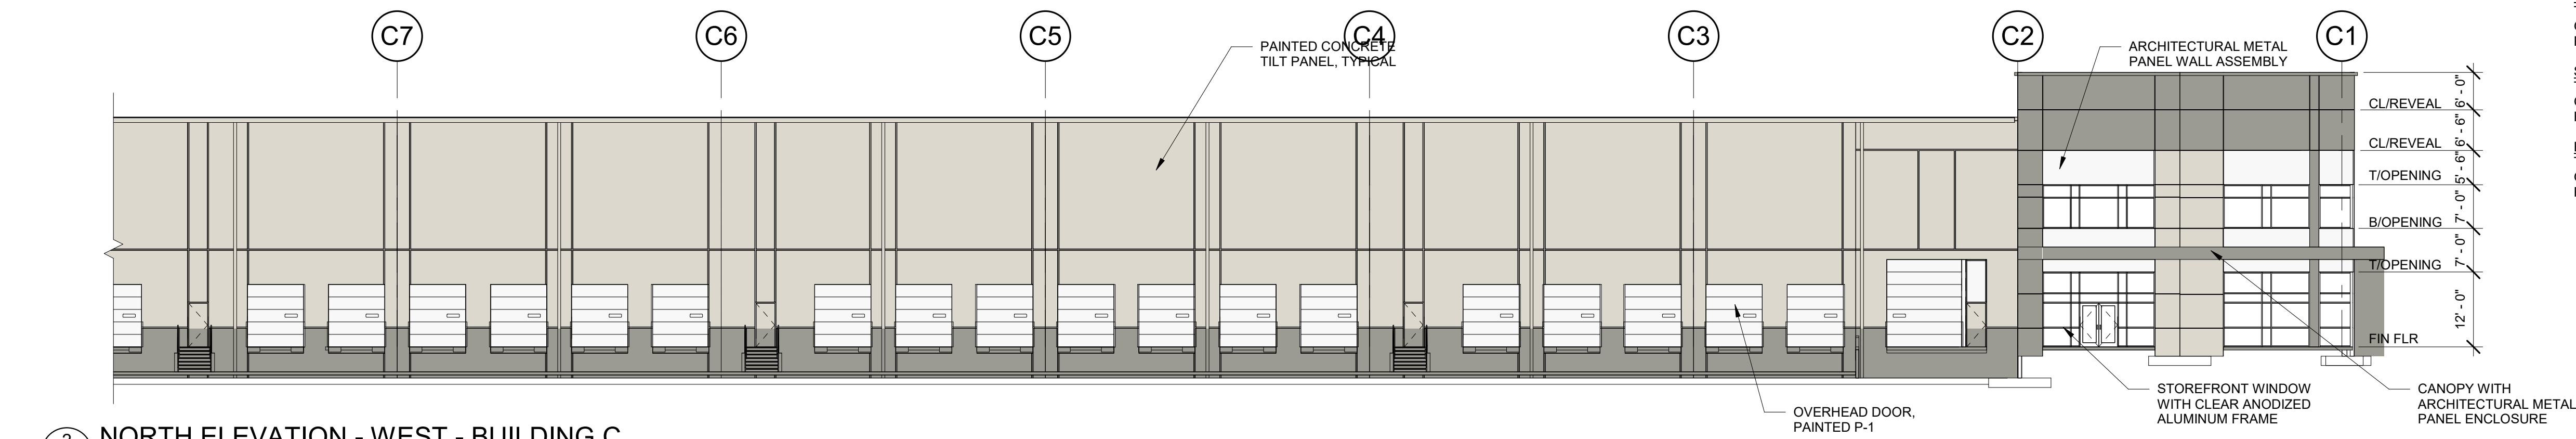 C7
C6
C5
C4
C3
C2
C1
PAINTED CONCRETE
TILT PANEL, TYPICAL
ARCHITECTURAL METAL
PANEL WALL ASSEMBLY
CL/REVEAL
CL/REVEAL
T/OPENING
B/OPENING
T/OPENING
FIN FLR
6' - 0"
6' - 6"
5' - 6"
7' - 0"
7' - 0"
12' - 0"
STOREFRONT WINDOW
WITH CLEAR ANODIZED
ALUMINUM FRAME
CANOPY WITH
ARCHITECTURAL METAL
PANEL ENCLOSURE
OVERHEAD DOOR,
PAINTED P-1
NORTH ELEVATION - WEST - BUILDING C